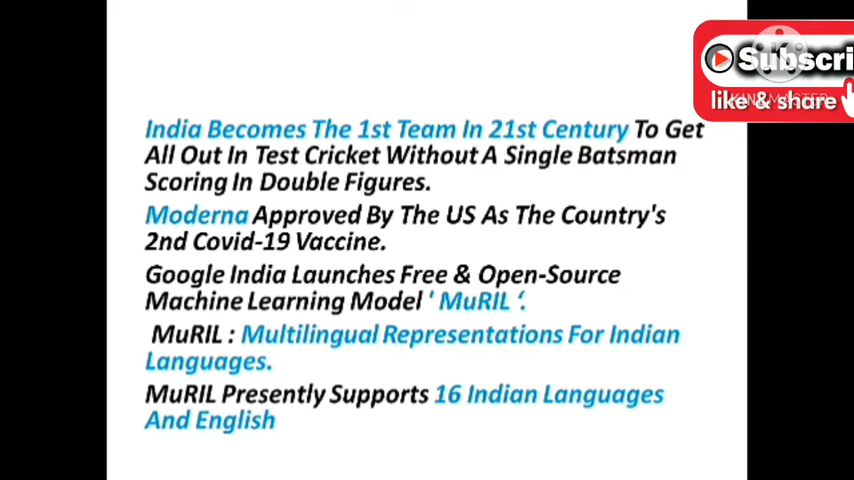 Subscri
like & share
KINEMASTER
India Becomes The 1st Team In 21st Century To Get
All Out In Test Cricket Without A Single Batsman
Scoring In Double Figures.
Moderna Approved By The US As The Country's
2nd Covid-19 Vaccine.
Google India Launches Free & Open-Source
Machine Learning Model ' MuRIL ‘.
MuRIL : Multilingual Representations For Indian
Languages.
MuRIL Presently Supports 16 Indian Languages
And English